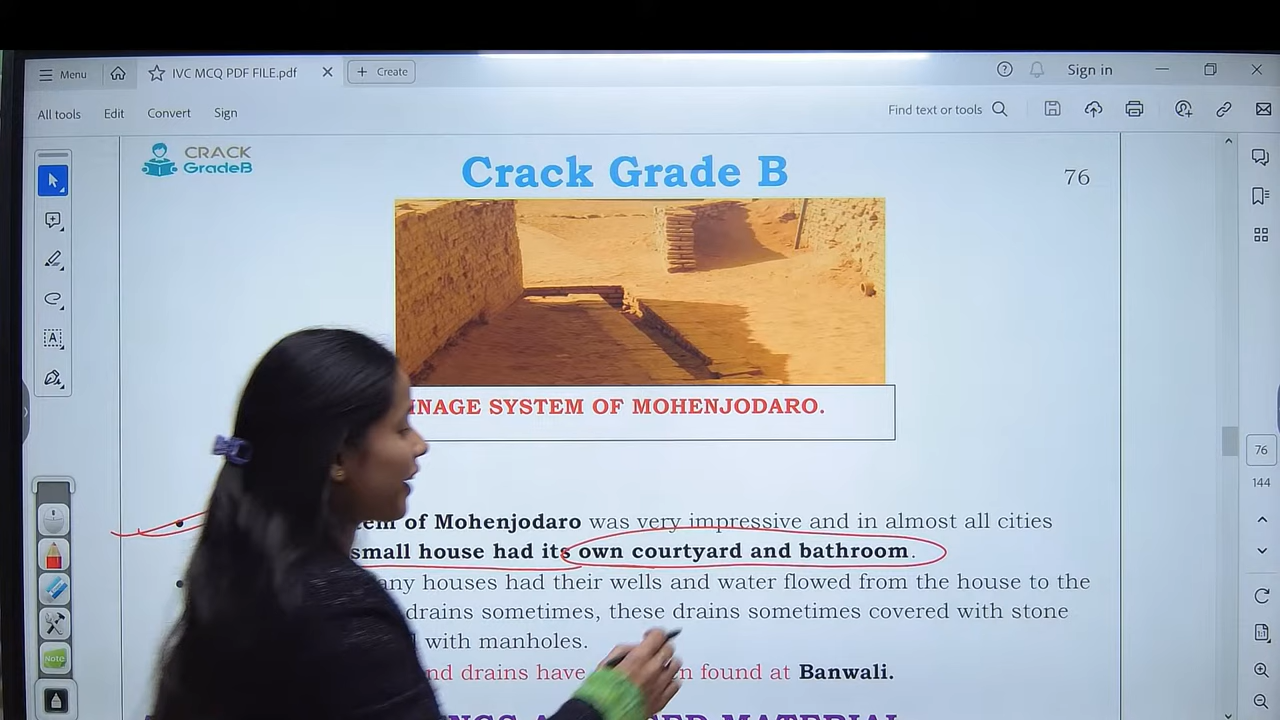 Menu
IVC MCQ PDF FILE.pdf
Create
Sign in
All tools
Edit
Convert
Sign
Find text or tools
CRACK
GradeB
Crack Grade B
76
INAGE SYSTEM OF MOHENJODARO.
em of Mohenjodaro was very impressive and in almost all cities
small house had its own courtyard and bathroom.
any houses had their wells and water flowed from the house to the
drains sometimes, these drains sometimes covered with stone
with manholes.
nd drains have found at Banwali.
76
144
Note